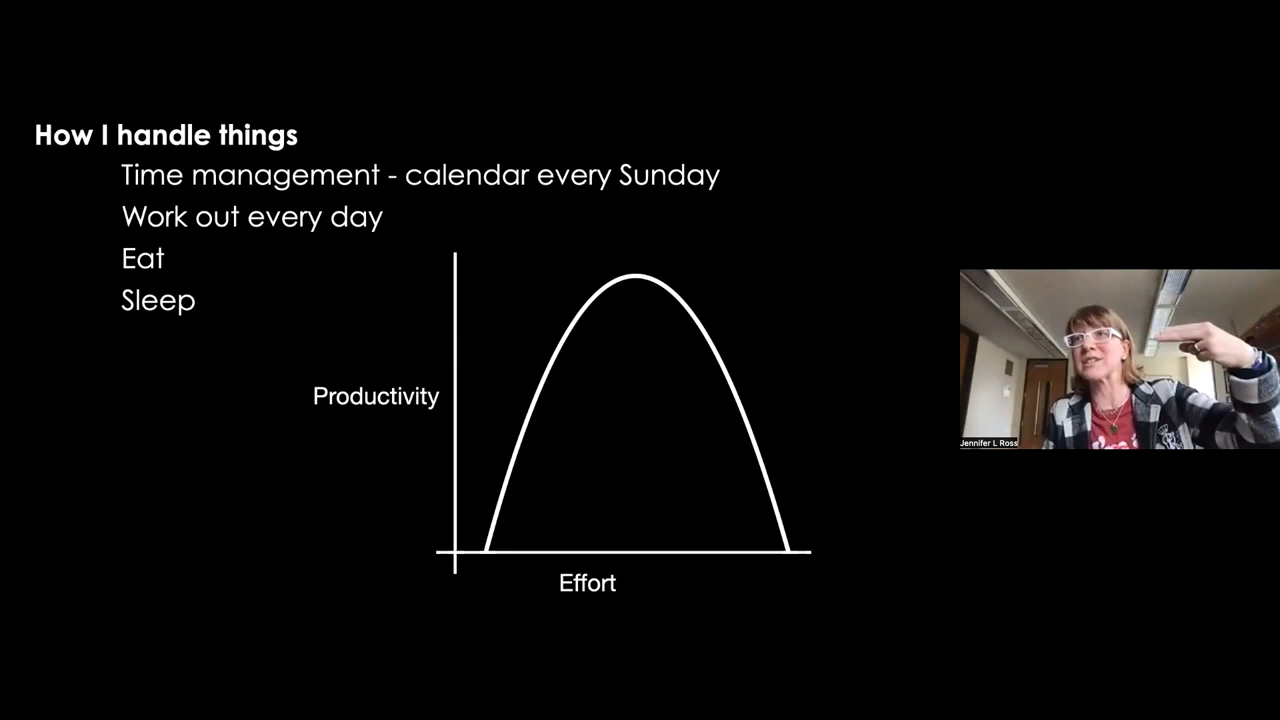 How I handle things
Time management - calendar every Sunday
Work out every day
Eat
Sleep
Productivity
Effort
Jennifer L Ross